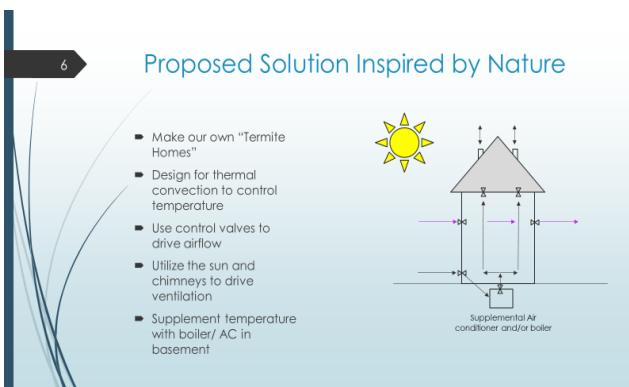 6
Proposed Solution Inspired by Nature
Make our own “Termite
Homes”
Design for thermal
convection to control
temperature
Use control valves to
drive airflow
Utilize the sun and
chimneys to drive
ventilation
Supplement temperature
with boiler/ AC in
basement
Supplemental Air
conditioner and/or boiler